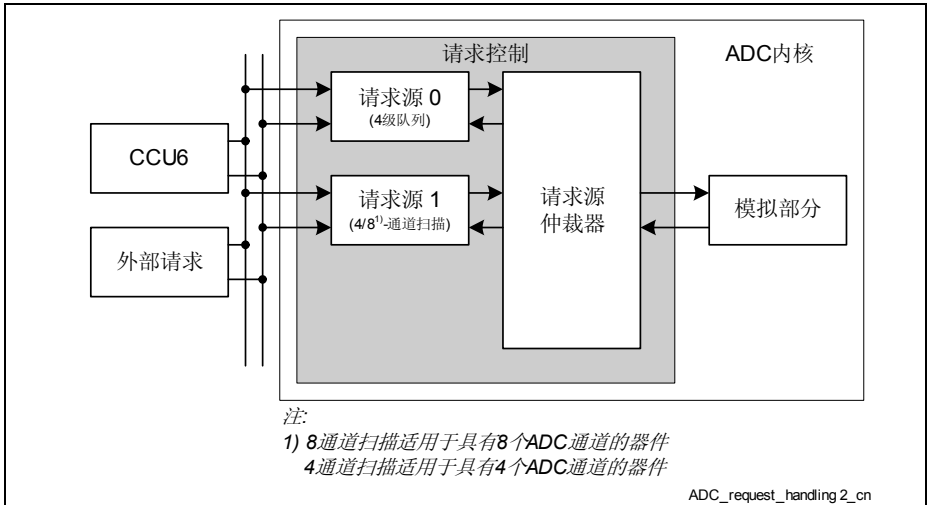 请求控制
ADC内核
请求源 0
(4级队列)
CCU6
请求源 1
(4/8¹⁾-通道扫描)
请求源
仲裁器
模拟部分
外部请求
注:
1) 8通道扫描适用于具有8个ADC通道的器件
4通道扫描适用于具有4个ADC通道的器件
ADC_request_handling 2_cn